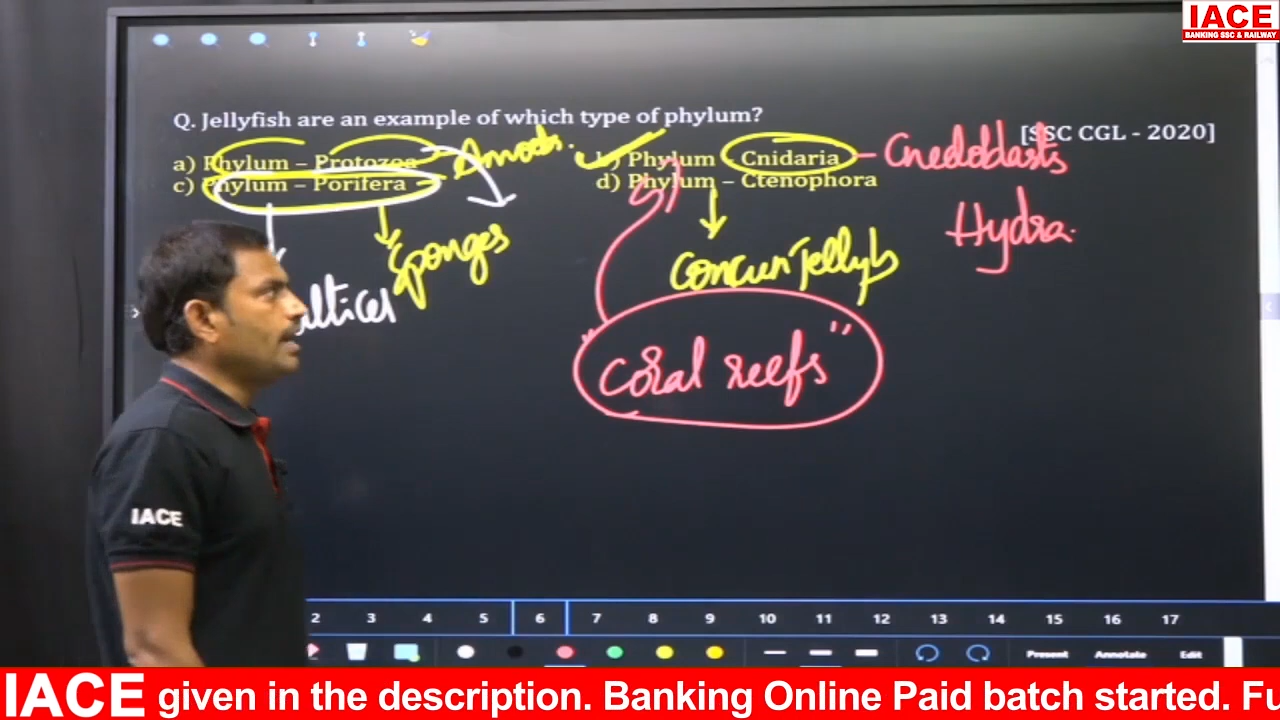 IACE
BANKING SSC & RAILWAY
Q. Jellyfish are an example of which type of phylum?
[SSC CGL - 2020]
a) Phylum – Protozoa
b) Phylum – Cnidaria
c) Phylum – Porifera
d) Phylum – Ctenophora
Cnedoblasts
Hydra.
Sponges
"coral reefs"
IACE
2 3 4 5 6 7 8 9 10 11 12 13 14 15 16 17
Present Annotate Edit
IACE given in the description. Banking Online Paid batch started. Fu